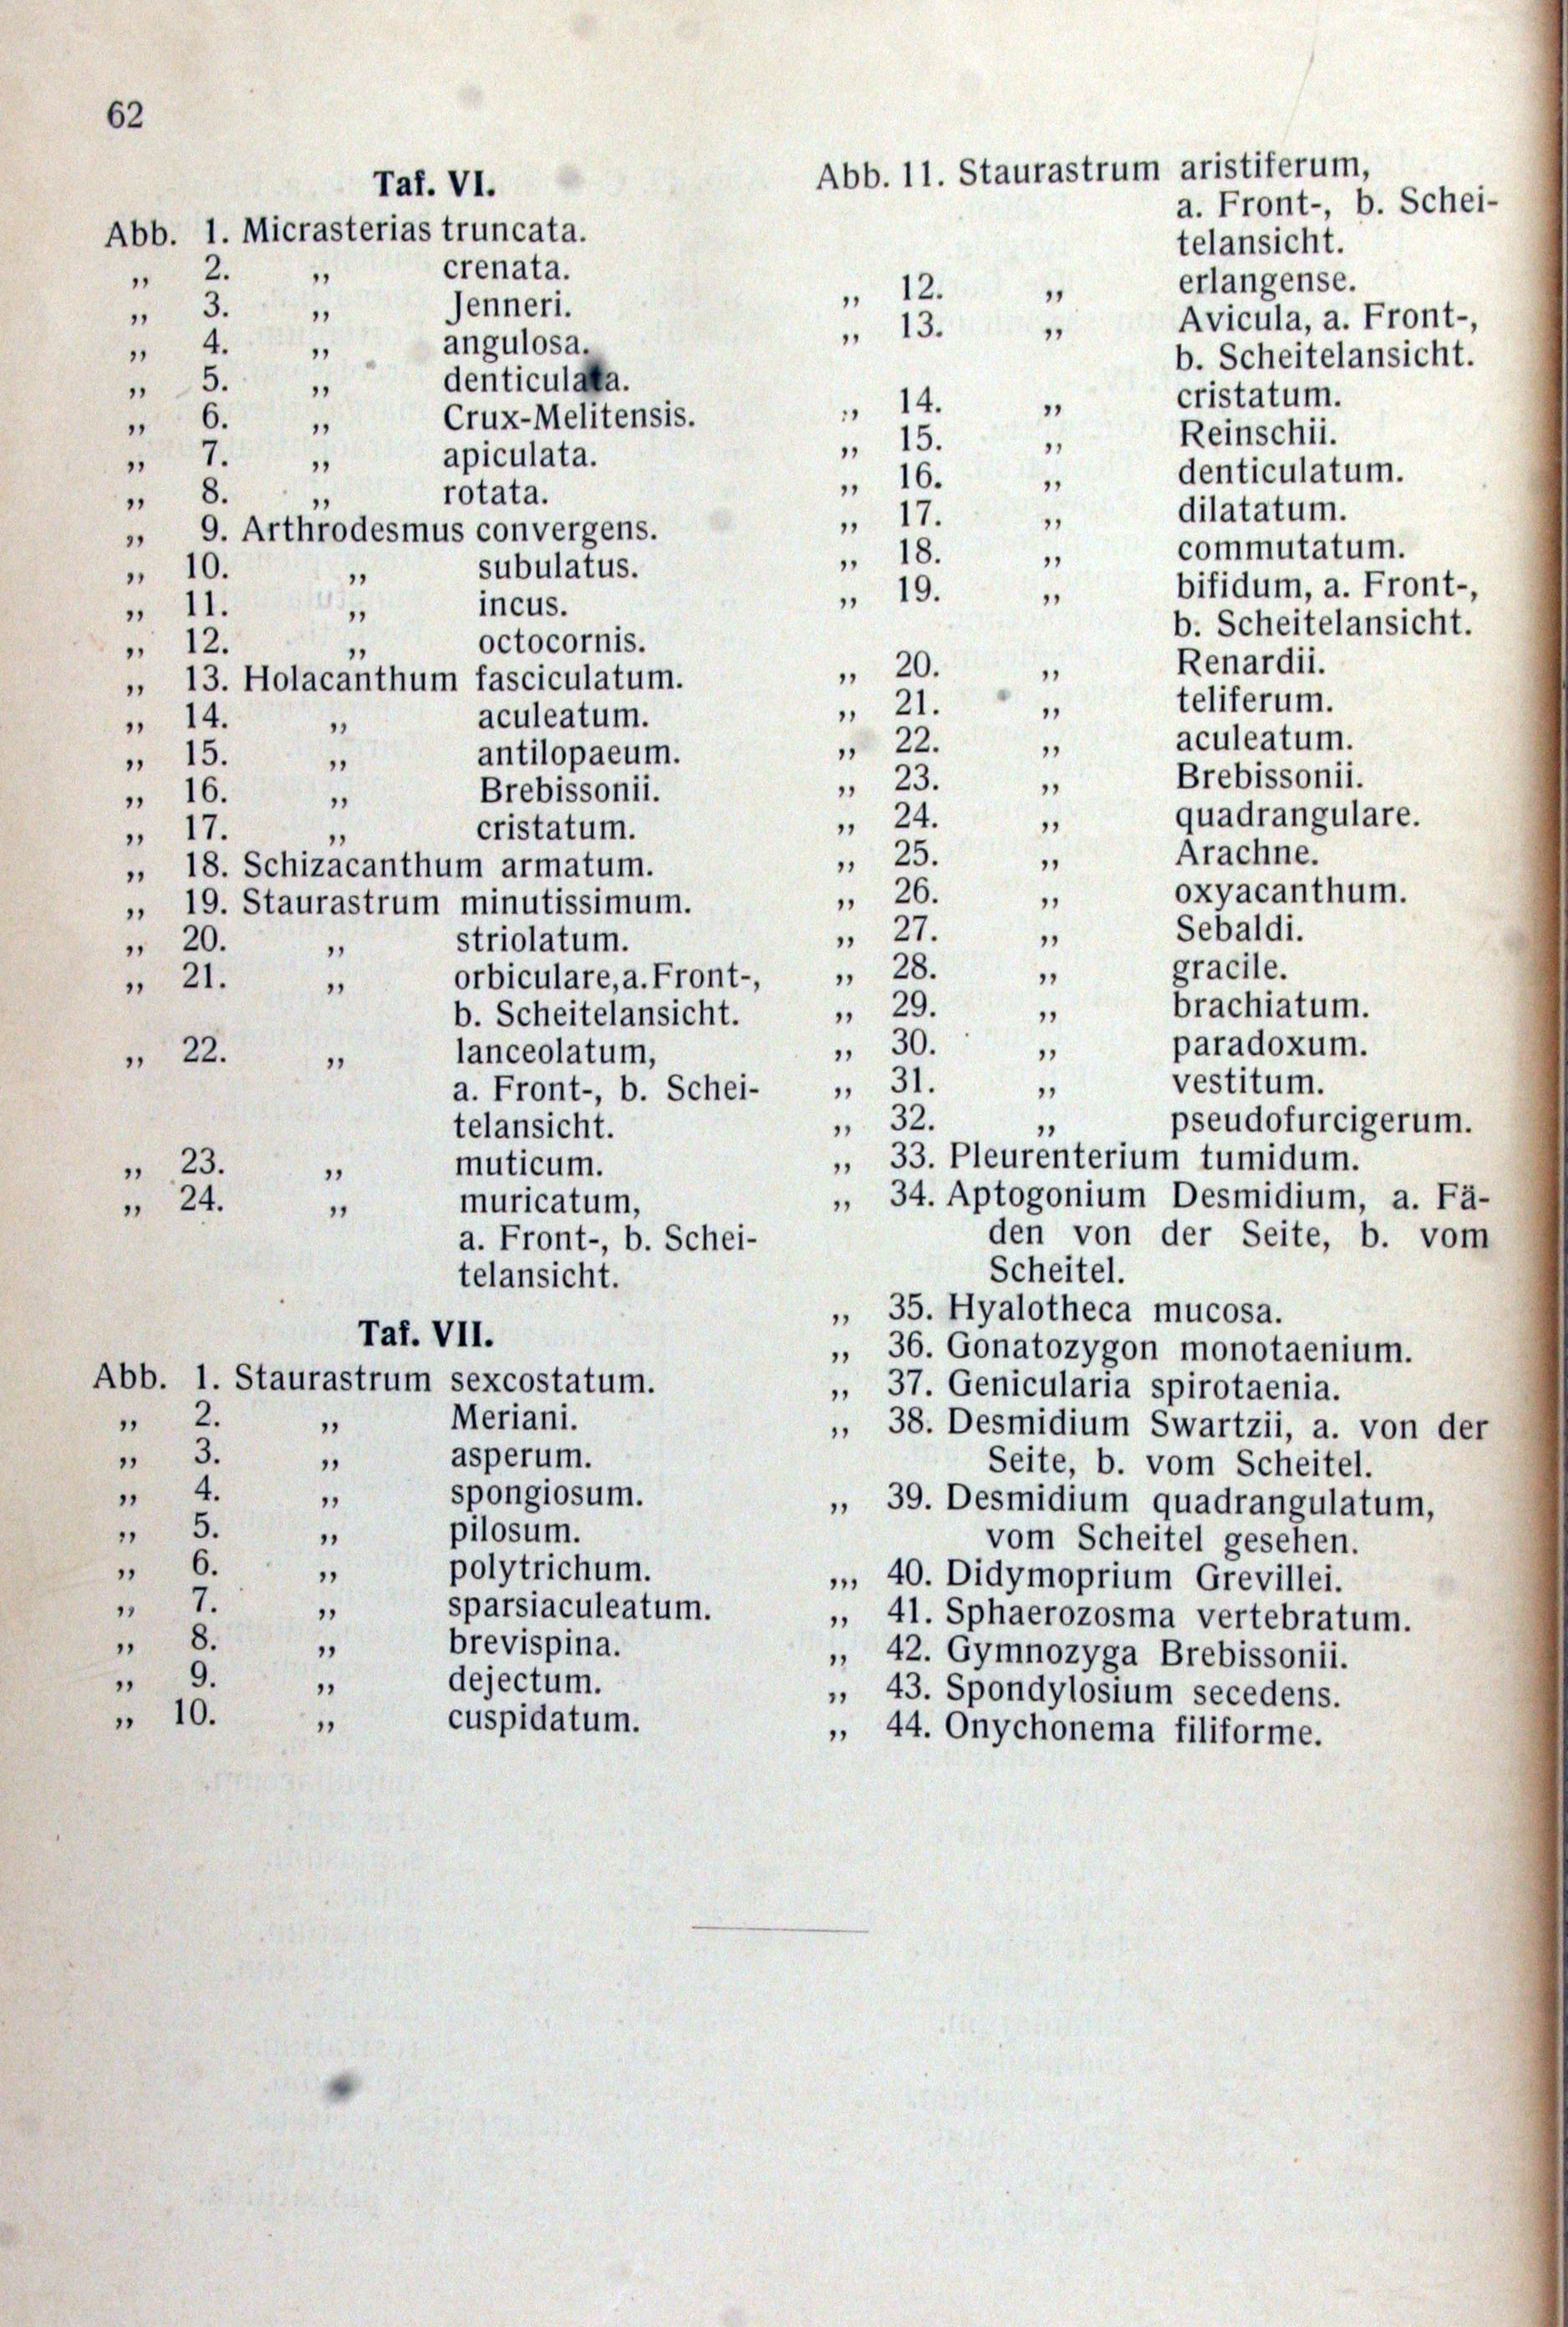 62
Taf. VI.
Abb. 1. Micrasterias truncata.
„ 2. „ crenata.
„ 3. „ Jenneri.
„ 4. „ angulosa.
„ 5. „ denticulata.
„ 6. „ Crux-Melitensis.
„ 7. „ apiculata.
„ 8. „ rotata.
„ 9. Arthrodesmus convergens.
„ 10. „ subulatus.
„ 11. „ incus.
„ 12. „ octocornis.
„ 13. Holacanthum fasciculatum.
„ 14. „ aculeatum.
„ 15. „ antilopaeum.
„ 16. „ Brebissonii.
„ 17. „ cristatum.
„ 18. Schizacanthum armatum.
„ 19. Staurastrum minutissimum.
„ 20. „ striolatum.
„ 21. „ orbiculare, a. Front-,
b. Scheitelansicht.
„ 22. „ lanceolatum,
a. Front-, b. Schei-
telansicht.
„ 23. „ muticum.
„ 24. „ muricatum,
a. Front-, b. Schei-
telansicht.
Taf. VII.
Abb. 1. Staurastrum sexcostatum.
„ 2. „ Meriani.
„ 3. „ asperum.
„ 4. „ spongiosum.
„ 5. „ pilosum.
„ 6. „ polytrichum.
„ 7. „ sparsiaculeatum.
„ 8. „ brevispina.
„ 9. „ dejectum.
„ 10. „ cuspidatum.
Abb. 11. Staurastrum aristiferum,
a. Front-, b. Schei-
telansicht.
„ 12. „ erlangense.
„ 13. „ Avicula, a. Front-,
b. Scheitelansicht.
„ 14. „ cristatum.
„ 15. „ Reinschii.
„ 16. „ denticulatum.
„ 17. „ dilatatum.
„ 18. „ commutatum.
„ 19. „ bifidum, a. Front-,
b. Scheitelansicht.
„ 20. „ Renardii.
„ 21. „ teliferum.
„ 22. „ aculeatum.
„ 23. „ Brebissonii.
„ 24. „ quadrangulare.
„ 25. „ Arachne.
„ 26. „ oxyacanthum.
„ 27. „ Sebaldi.
„ 28. „ gracile.
„ 29. „ brachiatum.
„ 30. „ paradoxum.
„ 31. „ vestitum.
„ 32. „ pseudofurcigerum.
„ 33. Pleurenterium tumidum.
„ 34. Aptogonium Desmidium, a. Fä-
den von der Seite, b. vom
Scheitel.
„ 35. Hyalotheca mucosa.
„ 36. Gonatozygon monotaenium.
„ 37. Genicularia spirotaenia.
„ 38. Desmidium Swartzii, a. von der
Seite, b. vom Scheitel.
„ 39. Desmidium quadrangulatum,
vom Scheitel gesehen.
„, 40. Didymoprium Grevillei.
„ 41. Sphaerozosma vertebratum.
„ 42. Gymnozyga Brebissonii.
„ 43. Spondylosium secedens.
„ 44. Onychonema filiforme.